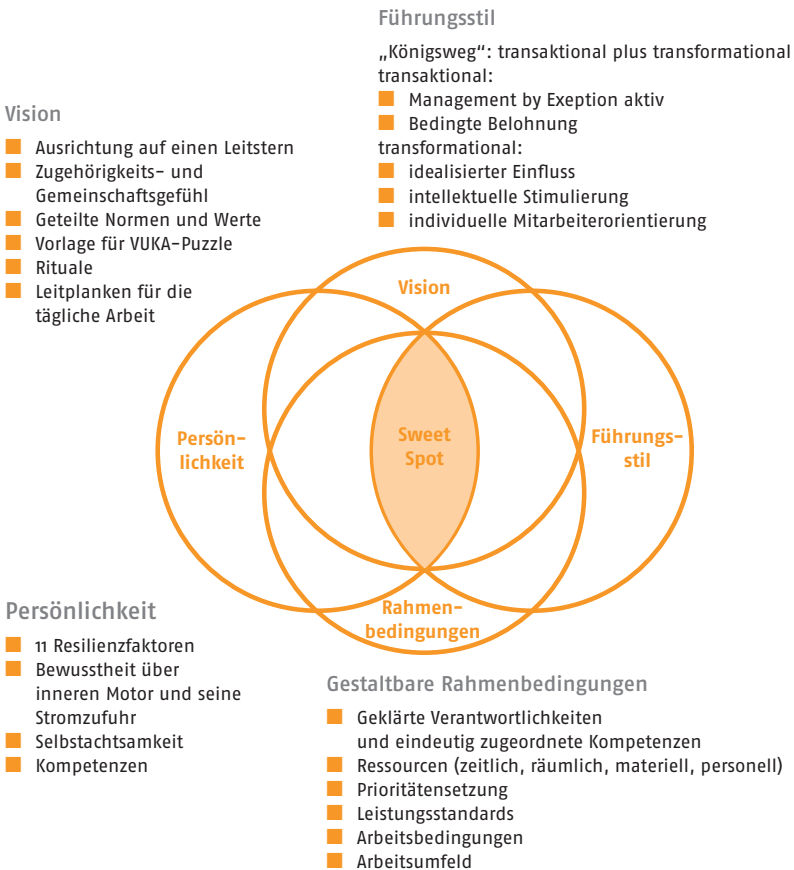 Führungsstil
„Königsweg“: transaktional plus transformational
transaktional:
Management by Exeption aktiv
Bedingte Belohnung
transformational:
idealisierter Einfluss
intellektuelle Stimulierung
individuelle Mitarbeiterorientierung
Vision
Ausrichtung auf einen Leitstern
Zugehörigkeits- und
Gemeinschaftsgefühl
Geteilte Normen und Werte
Vorlage für VUKA-Puzzle
Rituale
Leitplanken für die
tägliche Arbeit
Vision
Persön-
lichkeit
Sweet
Spot
Führungs-
stil
Rahmen-
bedingungen
Persönlichkeit
11 Resilienzfaktoren
Bewusstheit über
inneren Motor und seine
Stromzufuhr
Selbstachtsamkeit
Kompetenzen
Gestaltbare Rahmenbedingungen
Geklärte Verantwortlichkeiten
und eindeutig zugeordnete Kompetenzen
Ressourcen (zeitlich, räumlich, materiell, personell)
Prioritätensetzung
Leistungsstandards
Arbeitsbedingungen
Arbeitsumfeld